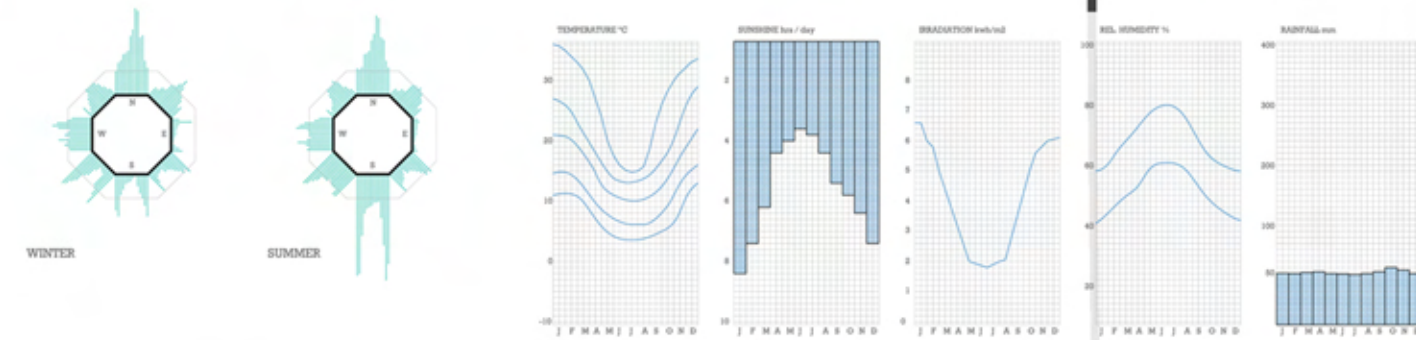 N
W E
S
WINTER
N
W E
S
SUMMER
TEMPERATURE °C
30
20
10
0
-10
J F M A M J J A S O N D
SUNSHINE hrs / day
2
4
6
8
10
J F M A M J J A S O N D
IRRADIATION kwh/m2
8
7
6
5
4
3
2
1
0
J F M A M J J A S O N D
REL. HUMIDITY %
100
80
60
40
20
J F M A M J J A S O N D
RAINFALL mm
400
300
200
100
50
J F M A M J J A S O N D